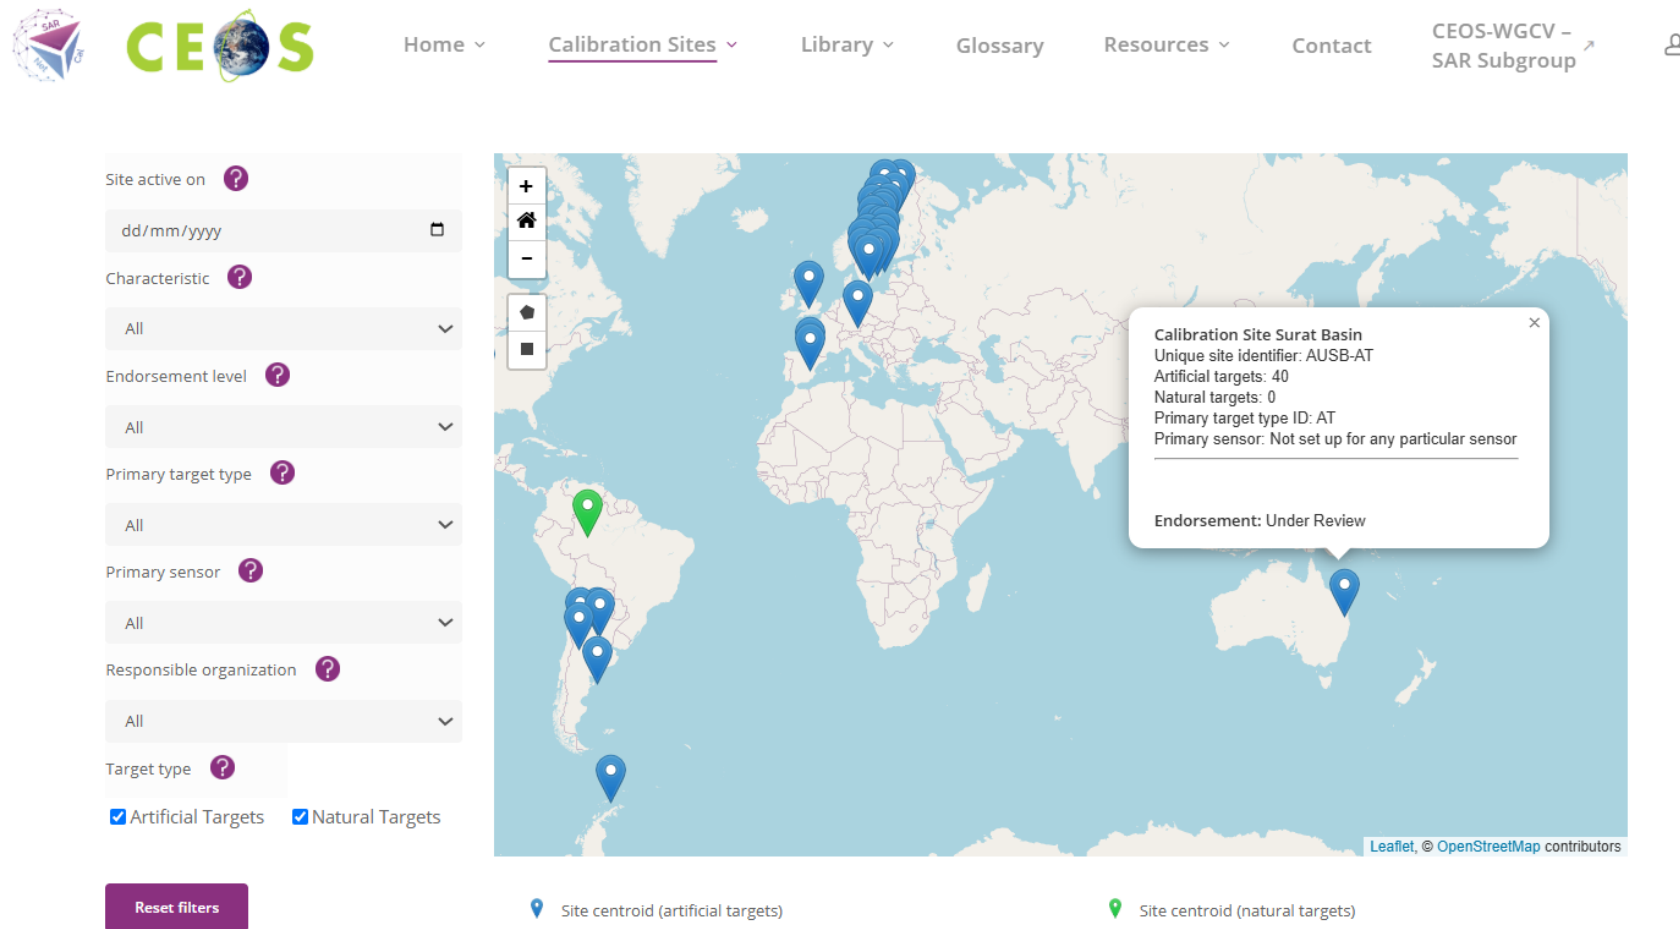 SAR
Net
Cal
CEOS
Home
Calibration Sites
Library
Glossary
Resources
Contact
CEOS-WGCV –
SAR Subgroup
Site active on ?
dd/mm/yyyy
Characteristic ?
All
Endorsement level ?
All
Primary target type ?
All
Primary sensor ?
All
Responsible organization ?
All
Target type ?
Artificial Targets
Natural Targets
Reset filters
+
−
Calibration Site Surat Basin
Unique site identifier: AUSB-AT
Artificial targets: 40
Natural targets: 0
Primary target type ID: AT
Primary sensor: Not set up for any particular sensor
Endorsement: Under Review
×
Leaflet, © OpenStreetMap contributors
Site centroid (artificial targets)
Site centroid (natural targets)